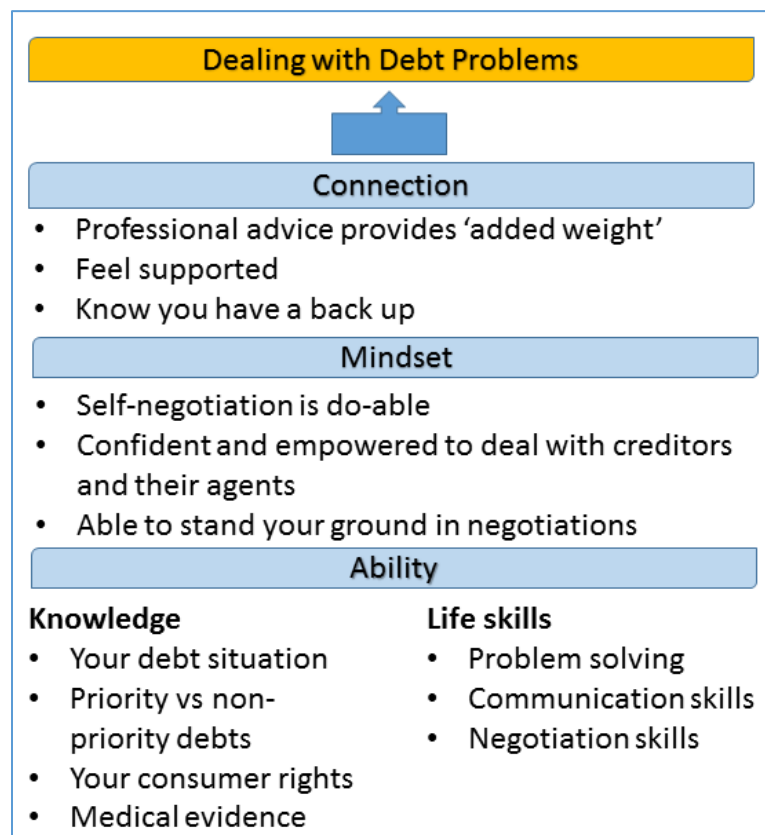 Dealing with Debt Problems
Connection
• Professional advice provides ‘added weight’
• Feel supported
• Know you have a back up
Mindset
• Self-negotiation is do-able
• Confident and empowered to deal with creditors
and their agents
• Able to stand your ground in negotiations
Ability
Knowledge
• Your debt situation
• Priority vs non-
priority debts
• Your consumer rights
• Medical evidence
Life skills
• Problem solving
• Communication skills
• Negotiation skills